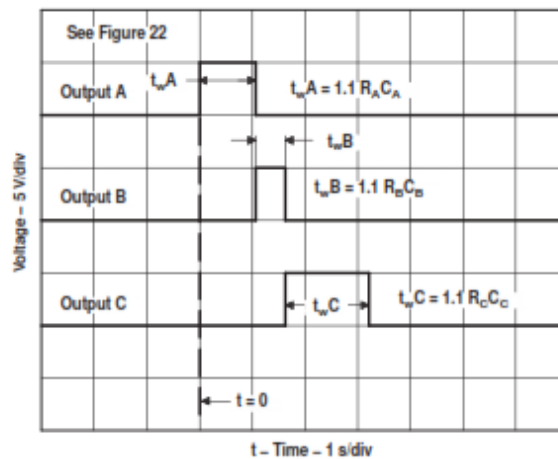 See Figure 22
twA
Output A
twA = 1.1 RACA
twB
Output B
twB = 1.1 RBCB
Output C
twC
twC = 1.1 RCCC
t = 0
Voltage – 5 V/div
t – Time – 1 s/div